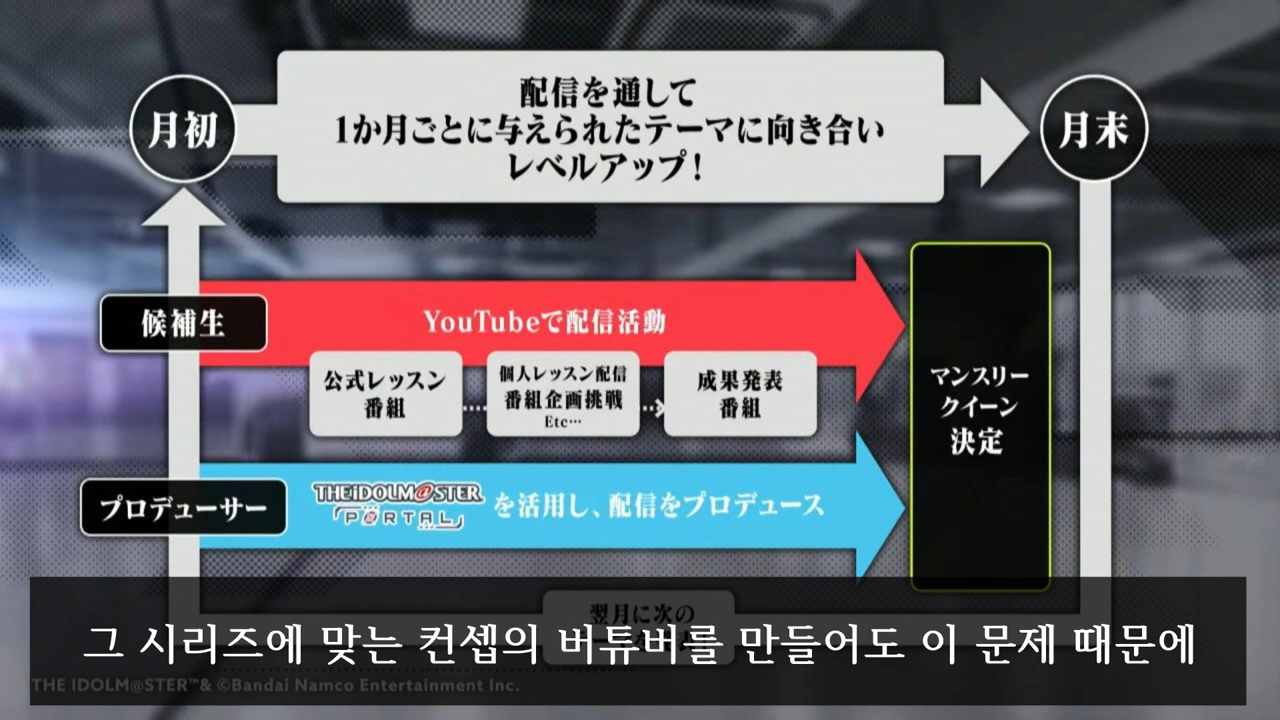 配信を通して
1か月ごとに与えられたテーマに向き合い
レベルアップ!
月初
月末
候補生
YouTubeで配信活動
公式レッスン
番組
個人レッスン配信
番組企画挑戦
Etc…
成果発表
番組
マンスリー
クイーン
決定
プロデューサー
THE iDOLM@STER
PORTAL
を活用し、配信をプロデュース
翌月に次の
그 시리즈에 맞는 컨셉의 버튜버를 만들어도 이 문제 때문에
THE IDOLM@STER™& ©Bandai Namco Entertainment Inc.